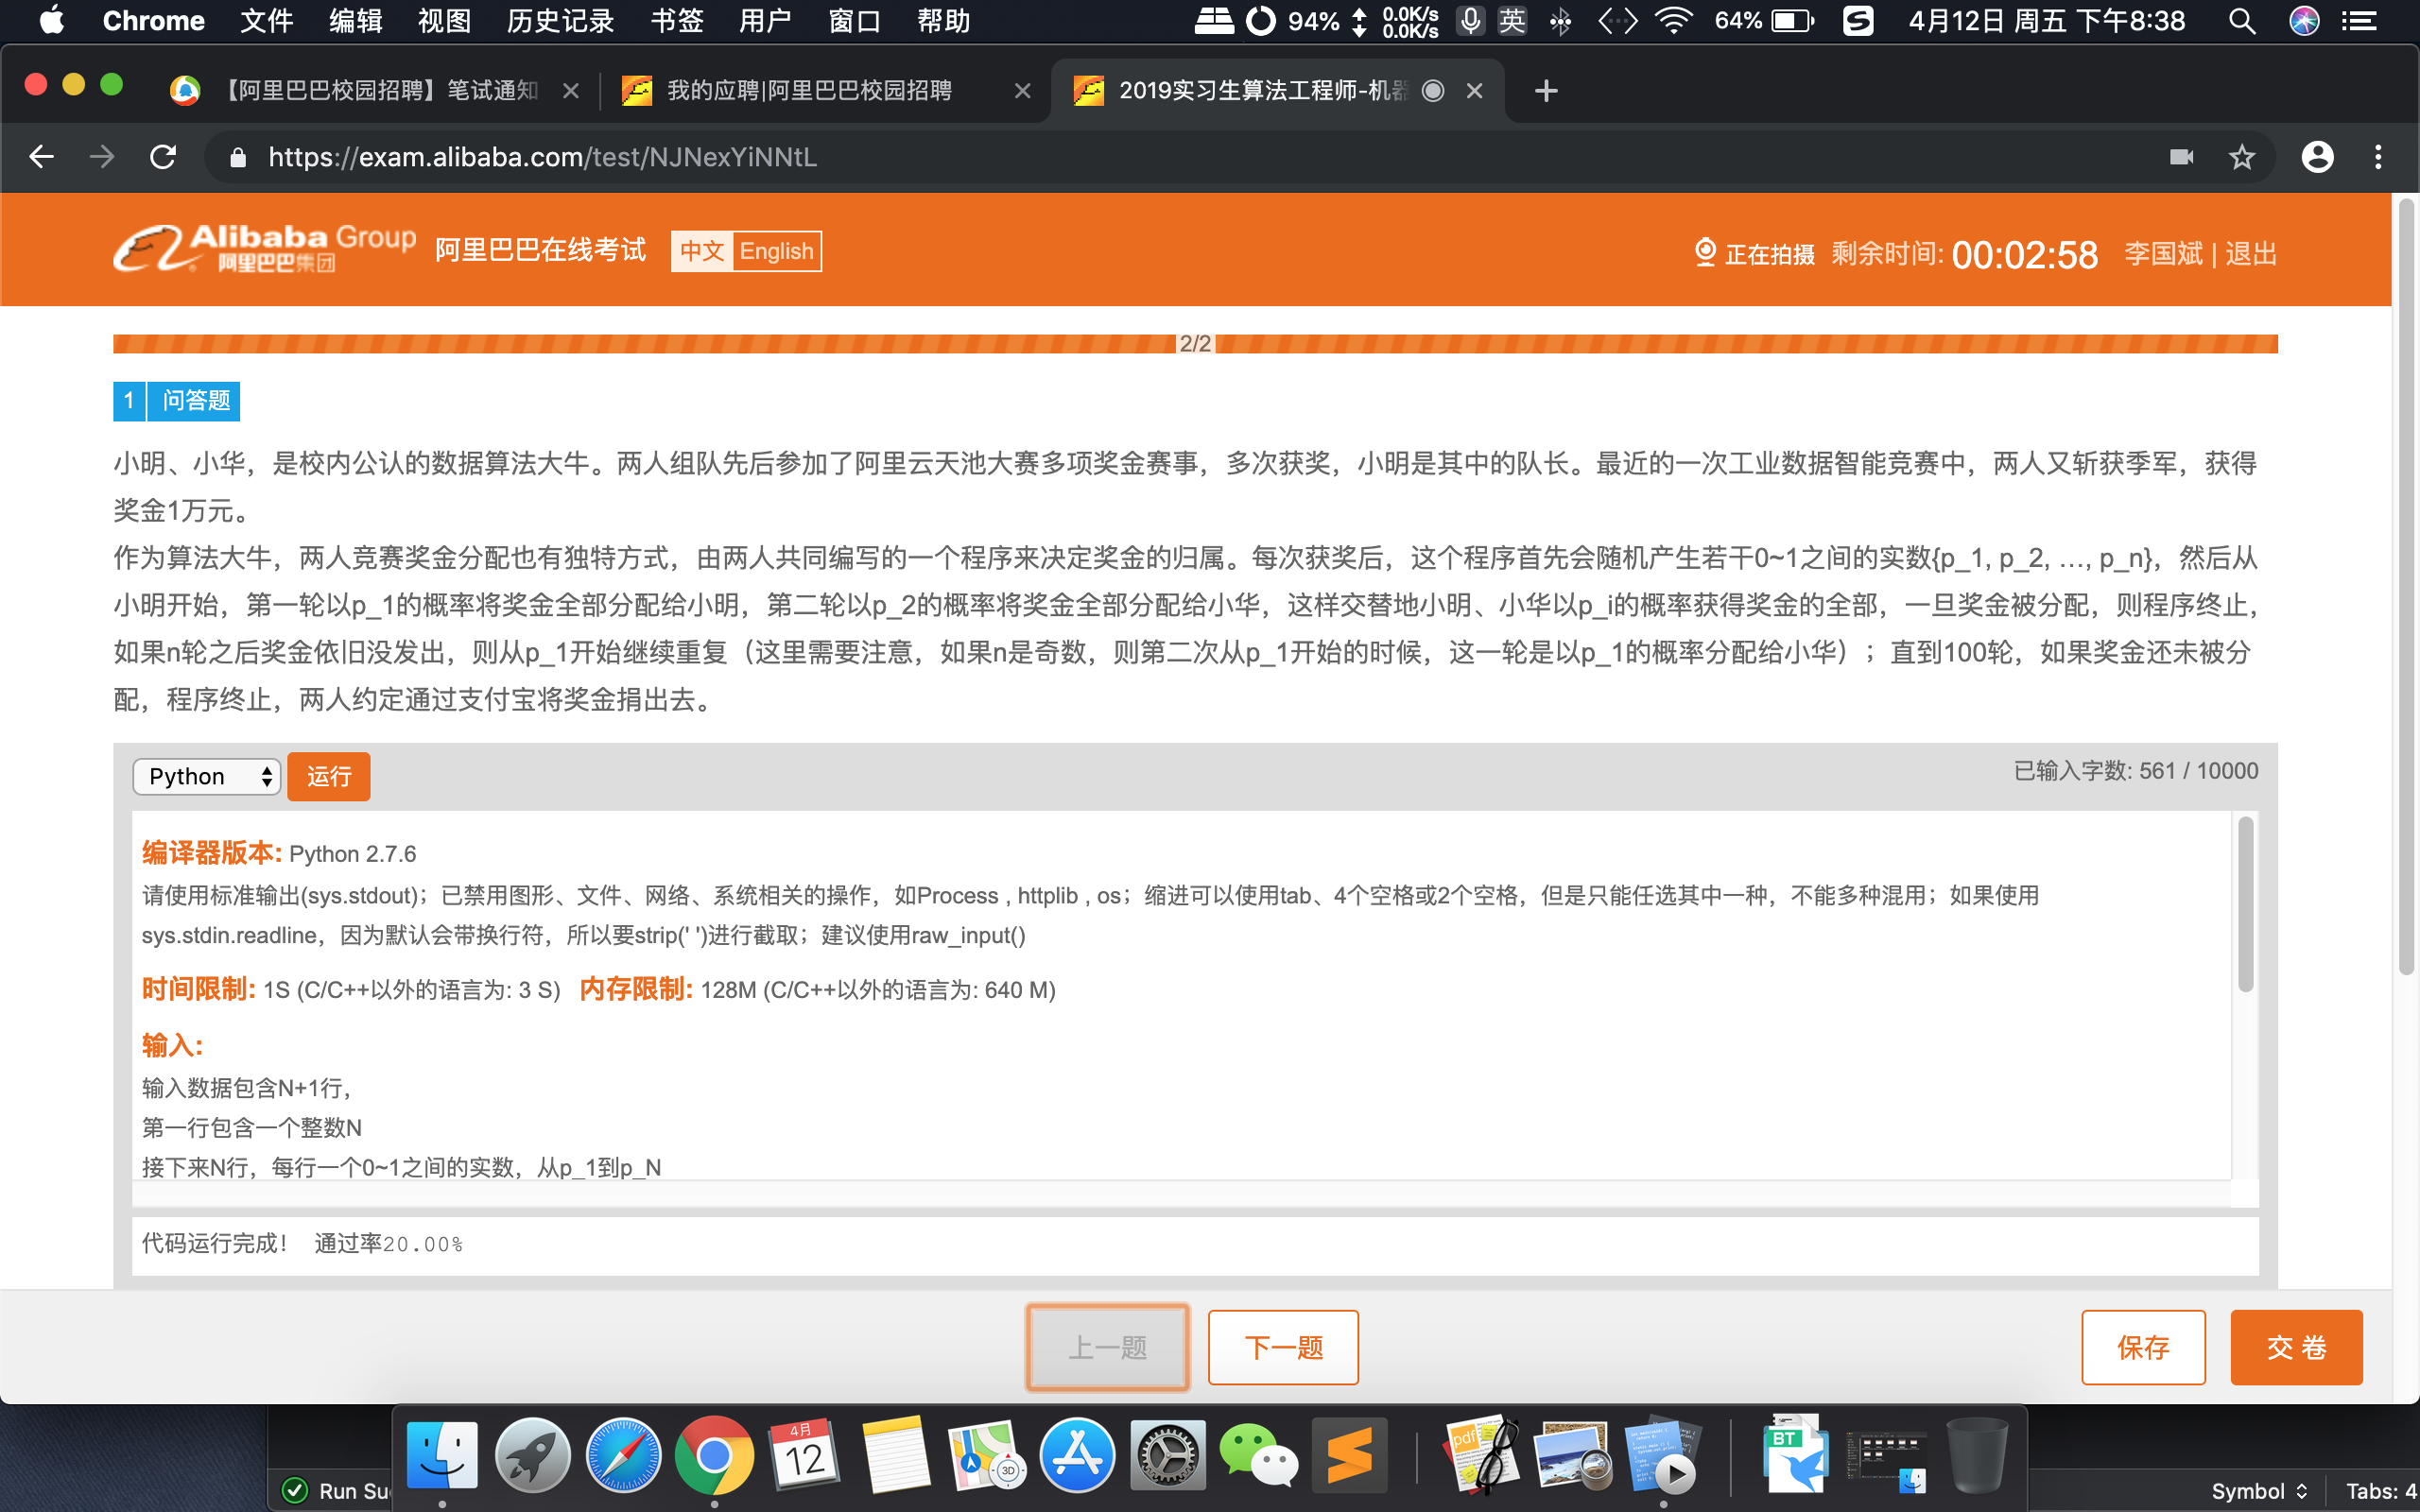 Chrome 文件 编辑 视图 历史记录 书签 用户 窗口 帮助 94% 0.0K/s 0.0K/s 英 64% 4月12日 周五 下午8:38
【阿里巴巴校园招聘】笔试通知 我的应聘|阿里巴巴校园招聘 2019实习生算法工程师-机器
https://exam.alibaba.com/test/NJNexYiNNtL
Alibaba Group 阿里巴巴集团 阿里巴巴在线考试 中文 English 正在拍摄 剩余时间: 00:02:58 李国斌 | 退出
2/2
1 问答题
小明、小华，是校内公认的数据算法大牛。两人组队先后参加了阿里云天池大赛多项奖金赛事，多次获奖，小明是其中的队长。最近的一次工业数据智能竞赛中，两人又斩获季军，获得
奖金1万元。
作为算法大牛，两人竞赛奖金分配也有独特方式，由两人共同编写的一个程序来决定奖金的归属。每次获奖后，这个程序首先会随机产生若干0~1之间的实数{p_1, p_2, …, p_n}，然后从
小明开始，第一轮以p_1的概率将奖金全部分配给小明，第二轮以p_2的概率将奖金全部分配给小华，这样交替地小明、小华以p_i的概率获得奖金的全部，一旦奖金被分配，则程序终止，
如果n轮之后奖金依旧没发出，则从p_1开始继续重复（这里需要注意，如果n是奇数，则第二次从p_1开始的时候，这一轮是以p_1的概率分配给小华）；直到100轮，如果奖金还未被分
配，程序终止，两人约定通过支付宝将奖金捐出去。
Python 运行 已输入字数: 561 / 10000
编译器版本: Python 2.7.6
请使用标准输出(sys.stdout)；已禁用图形、文件、网络、系统相关的操作，如Process , httplib , os；缩进可以使用tab、4个空格或2个空格，但是只能任选其中一种，不能多种混用；如果使用
sys.stdin.readline，因为默认会带换行符，所以要strip(' ')进行截取；建议使用raw_input()
时间限制: 1S (C/C++以外的语言为: 3 S) 内存限制: 128M (C/C++以外的语言为: 640 M)
输入:
输入数据包含N+1行，
第一行包含一个整数N
接下来N行，每行一个0~1之间的实数，从p_1到p_N
代码运行完成！ 通过率20.00%
上一题 下一题 保存 交 卷
4月
12
3D
pdf
BT
Run Su
Symbol Tabs: 4